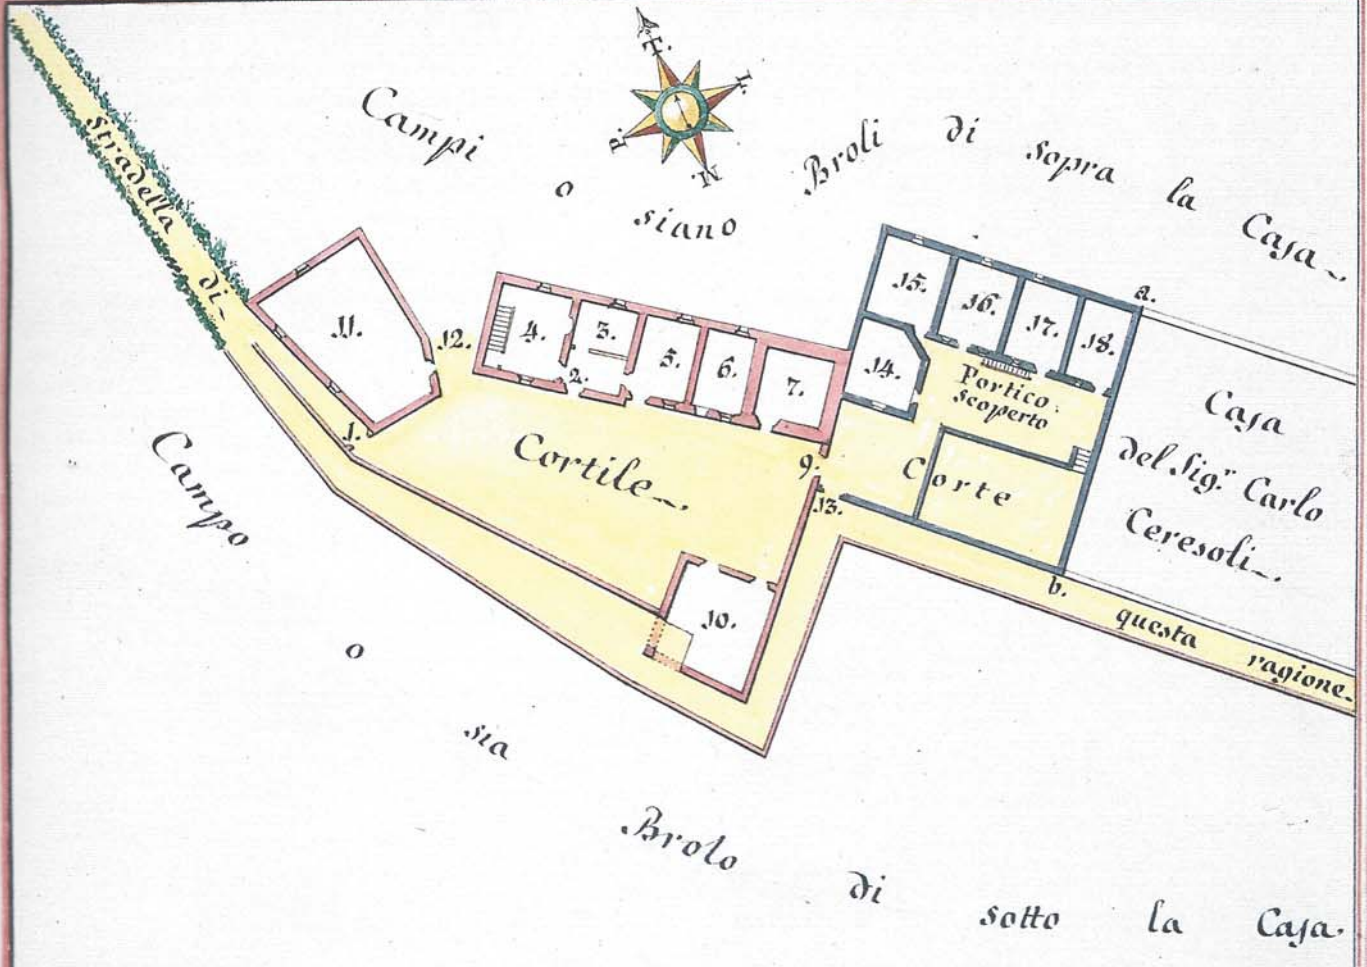 T.
L.
P.
N
Campi o siano Broli di sopra la Casa
Stradella di
11.
12.
4.
3.
2.
5.
6.
7.
15.
16.
17.
18.
14.
a.
Portico
scoperto
1.
Cortile
9.
13.
Corte
10.
b.
Casa
del Sig.r Carlo
Ceresoli
questa ragione
Campo o sia Brolo di sotto la Casa.